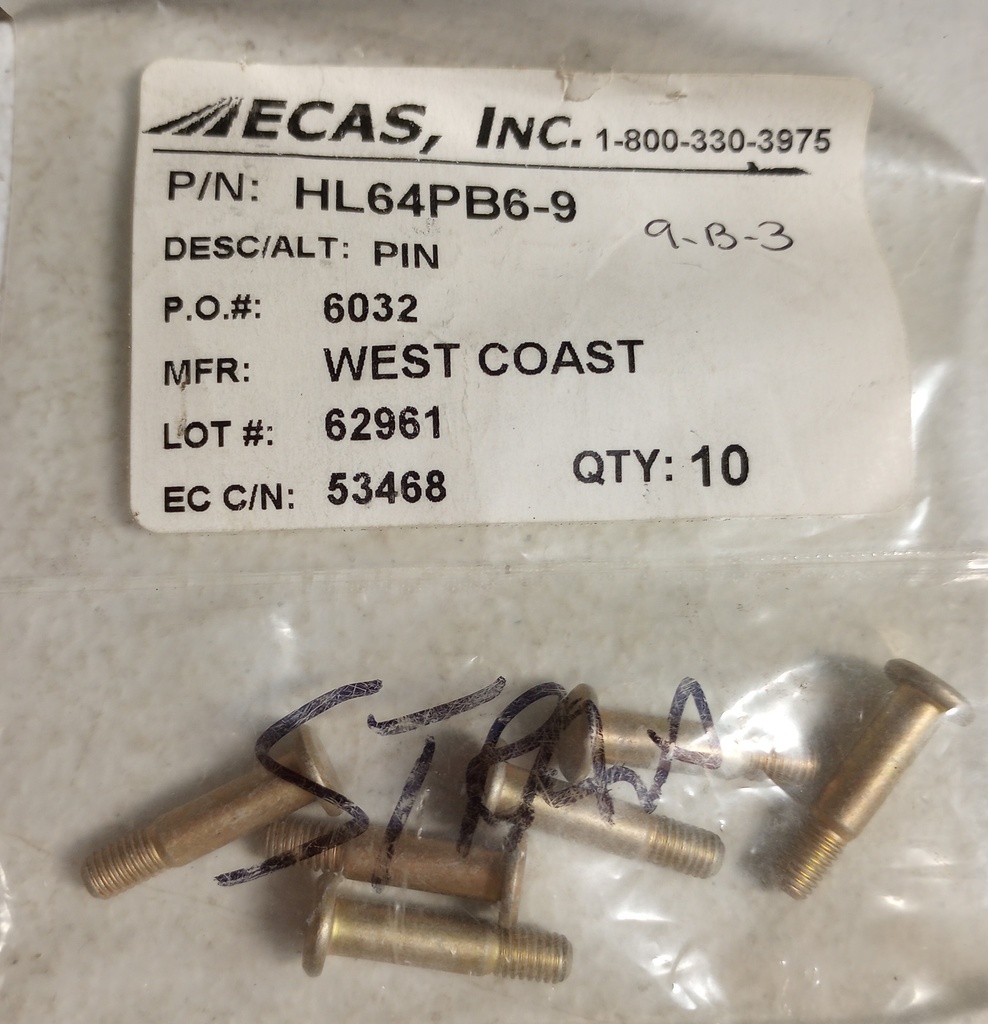 ECAS, INC. 1-800-330-3975
P/N: HL64PB6-9
9-B-3
DESC/ALT: PIN
P.O.#: 6032
MFR: WEST COAST
LOT #: 62961
QTY: 10
EC C/N: 53468